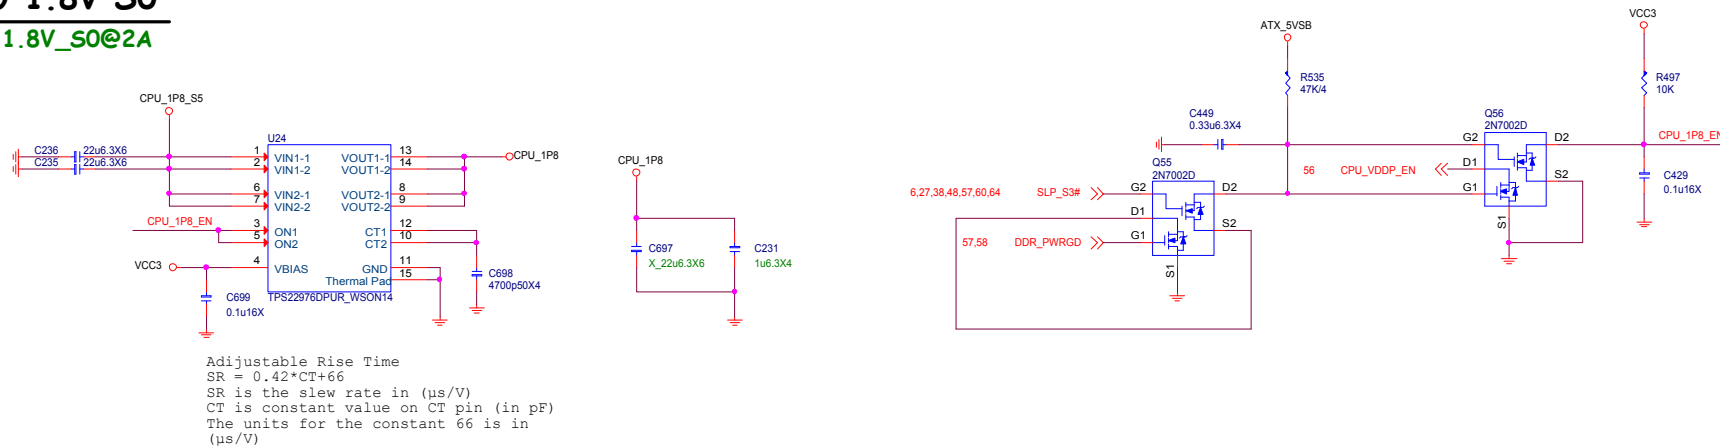 1.8V S0
1.8V_S0@2A
CPU_1P8_S5
C236
22u6.3X6
C235
22u6.3X6
U24
1
VIN1-1
VOUT1-1
13
2
VIN1-2
VOUT1-2
14
CPU_1P8
6
VIN2-1
VOUT2-1
8
7
VIN2-2
VOUT2-2
9
CPU_1P8_EN
3
ON1
CT1
12
5
ON2
CT2
10
VCC3
4
VBIAS
GND
11
Thermal Pad
15
TPS22976DPUR_WSON14
C699
0.1u16X
C698
4700p50X4
Adijustable Rise Time
SR = 0.42*CT+66
SR is the slew rate in (µs/V)
CT is constant value on CT pin (in pF)
The units for the constant 66 is in
(µs/V)
CPU_1P8
C697
X_22u6.3X6
C231
1u6.3X4
ATX_5VSB
R535
47K/4
C449
0.33u6.3X4
Q55
2N7002D
6,27,38,48,57,60,64
SLP_S3#
G2
D2
D1
S2
57,58
DDR_PWRGD
G1
S1
VCC3
R497
10K
Q56
2N7002D
G2
D2
CPU_1P8_EN
56
CPU_VDDP_EN
D1
S2
G1
S1
C429
0.1u16X